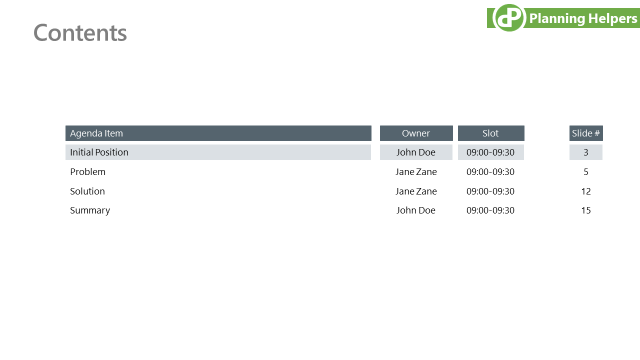 Contents
dP Planning Helpers
Agenda Item Owner Slot Slide #
Initial Position John Doe 09:00-09:30 3
Problem Jane Zane 09:00-09:30 5
Solution Jane Zane 09:00-09:30 12
Summary John Doe 09:00-09:30 15